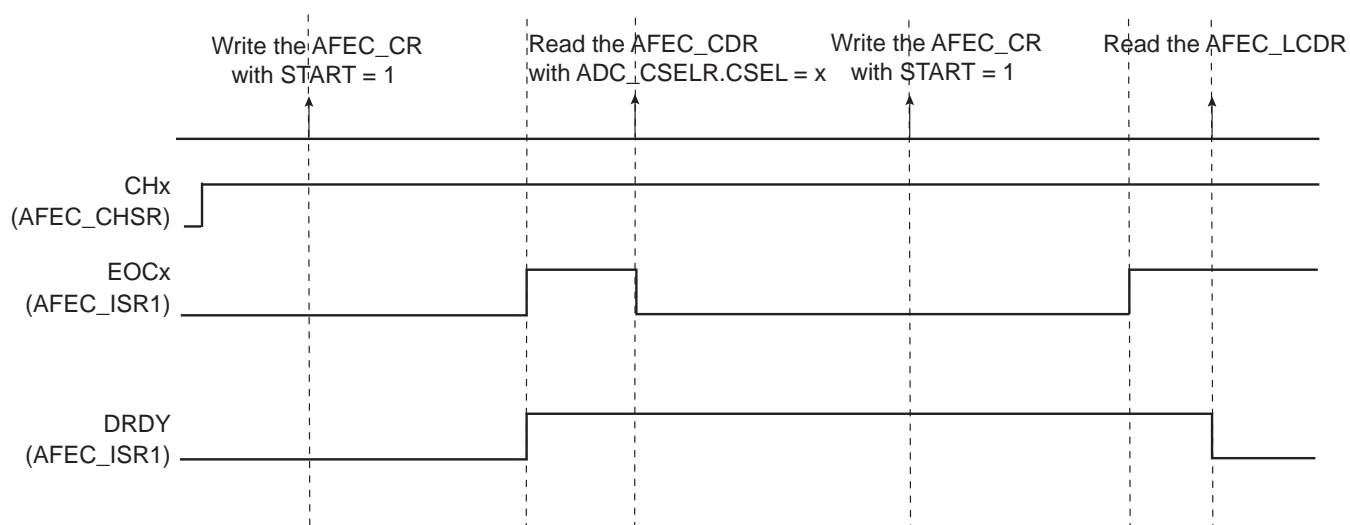 Write the AFEC_CR
with START = 1
Read the AFEC_CDR
with ADC_CSELR.CSEL = x
Write the AFEC_CR
with START = 1
Read the AFEC_LCDR
CHx
(AFEC_CHSR)
EOCx
(AFEC_ISR1)
DRDY
(AFEC_ISR1)